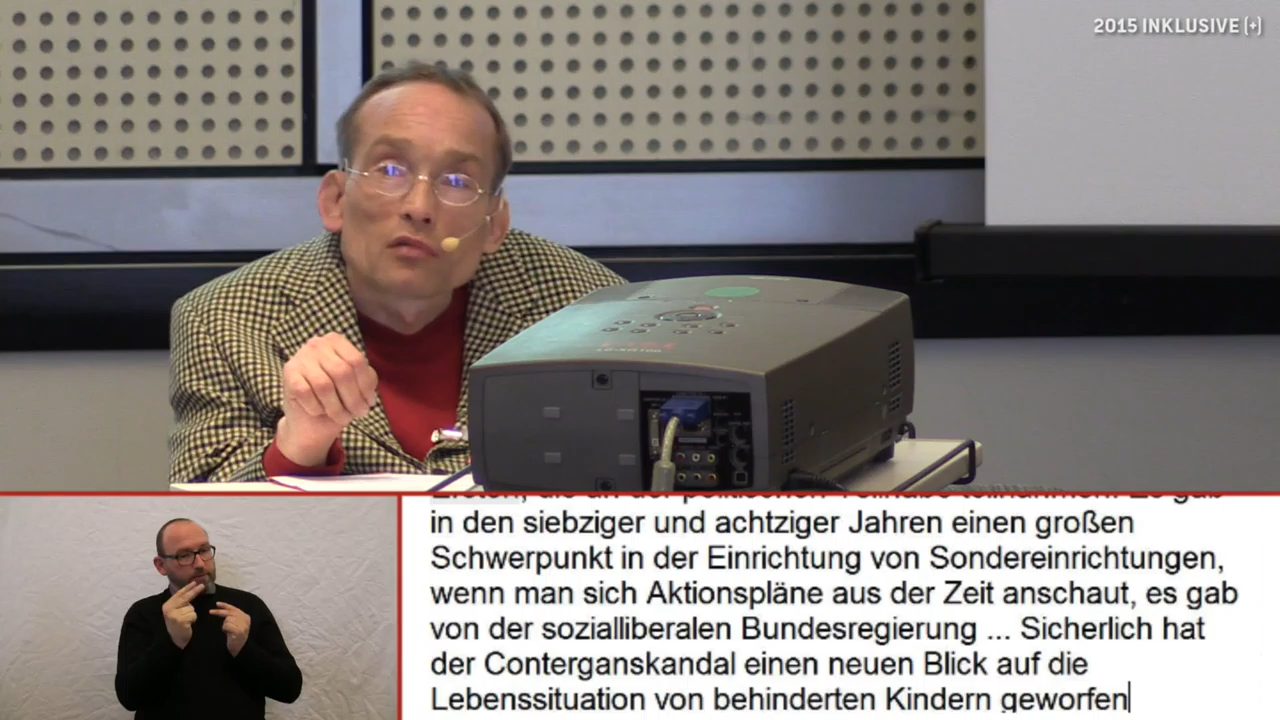 2015 INKLUSIVE (+)
in den siebziger und achtziger Jahren einen großen
Schwerpunkt in der Einrichtung von Sondereinrichtungen,
wenn man sich Aktionspläne aus der Zeit anschaut, es gab
von der sozialliberalen Bundesregierung ... Sicherlich hat
der Conterganskandal einen neuen Blick auf die
Lebenssituation von behinderten Kindern geworfen